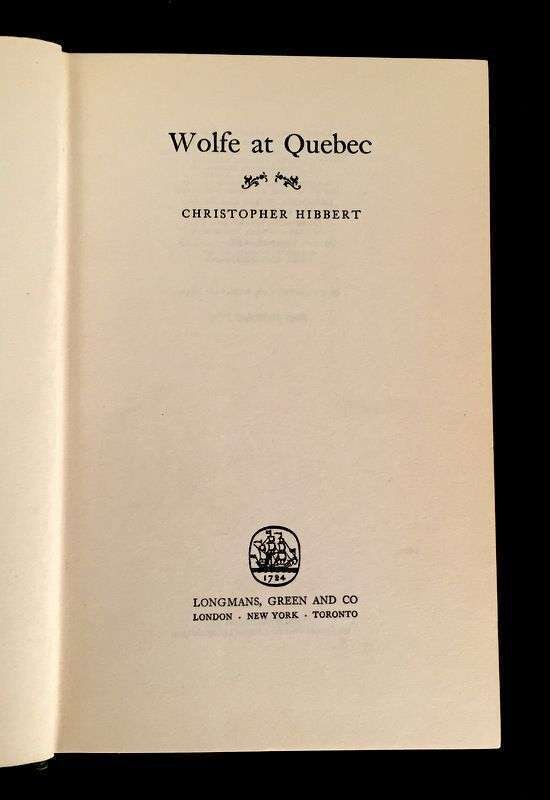 Wolfe at Quebec
CHRISTOPHER HIBBERT
1724
LONGMANS, GREEN AND CO
LONDON · NEW YORK · TORONTO